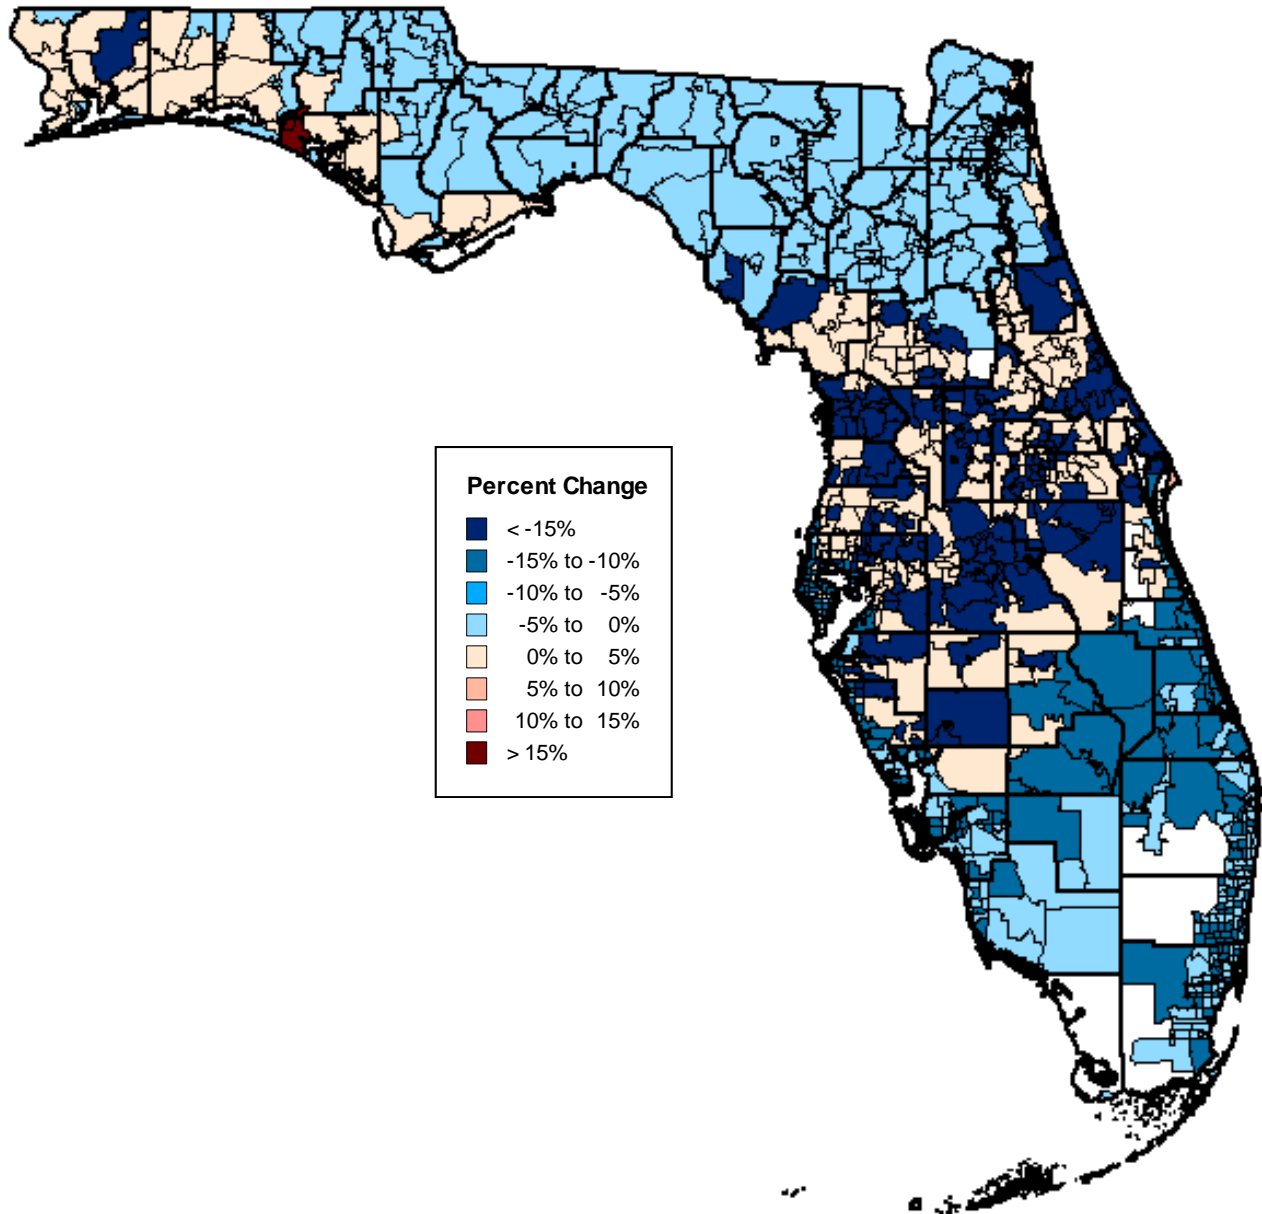 Percent Change
< -15%
-15% to -10%
-10% to -5%
-5% to 0%
0% to 5%
5% to 10%
10% to 15%
> 15%